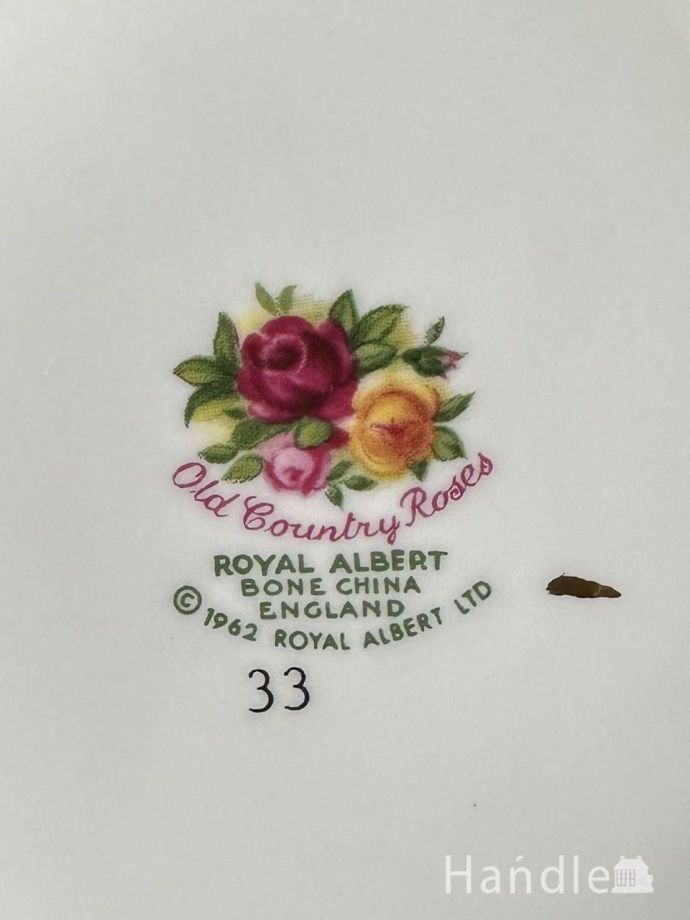 Old Country Roses
ROYAL ALBERT
BONE CHINA
ENGLAND
© 1962 ROYAL ALBERT LTD
33
Handle